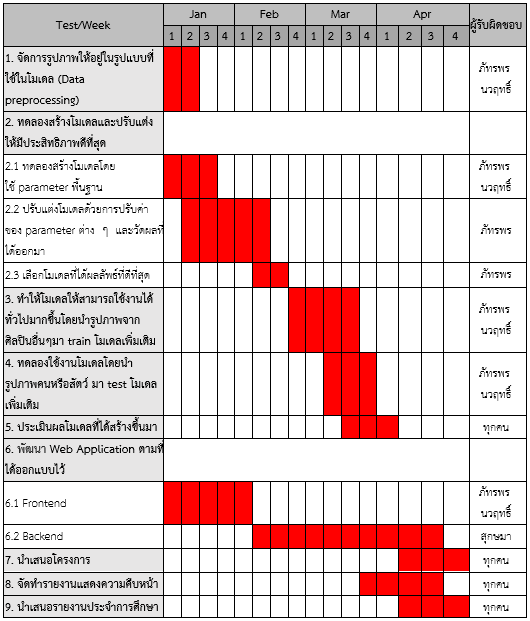 Test/Week Jan Feb Mar Apr ผู้รับผิดชอบ
1 2 3 4 1 2 3 4 1 2 3 4 1 2 3 4
1. จัดการรูปภาพให้อยู่ในรูปแบบที่
ใช้ในโมเดล (Data
preprocessing)
ภัทรพร
นวฤทธิ์
2. ทดลองสร้างโมเดลและปรับแต่ง
ให้มีประสิทธิภาพดีที่สุด
2.1 ทดลองสร้างโมเดลโดย
ใช้ parameter พื้นฐาน
ภัทรพร
นวฤทธิ์
2.2 ปรับแต่งโมเดลด้วยการปรับค่า
ของ parameter ต่าง ๆ และวัดผลที่
ได้ออกมา
ภัทรพร
2.3 เลือกโมเดลที่ได้ผลลัพธ์ที่ดีที่สุด
ภัทรพร
3. ทำให้โมเดลให้สามารถใช้งานได้
ทั่วไปมากขึ้นโดยนำรูปภาพจาก
ศิลปินอื่นๆมา train โมเดลเพิ่มเติม
ภัทรพร
นวฤทธิ์
4. ทดลองใช้งานโมเดลโดยนำ
รูปภาพคนหรือสัตว์ มา test โมเดล
เพิ่มเติม
ภัทรพร
นวฤทธิ์
5. ประเมินผลโมเดลที่ได้สร้างขึ้นมา
ทุกคน
6. พัฒนา Web Application ตามที่
ได้ออกแบบไว้
6.1 Frontend
ภัทรพร
นวฤทธิ์
6.2 Backend
สุกษมา
7. นำเสนอโครงการ
ทุกคน
8. จัดทำรายงานแสดงความคืบหน้า
ทุกคน
9. นำเสนอรายงานประจำการศึกษา
ทุกคน